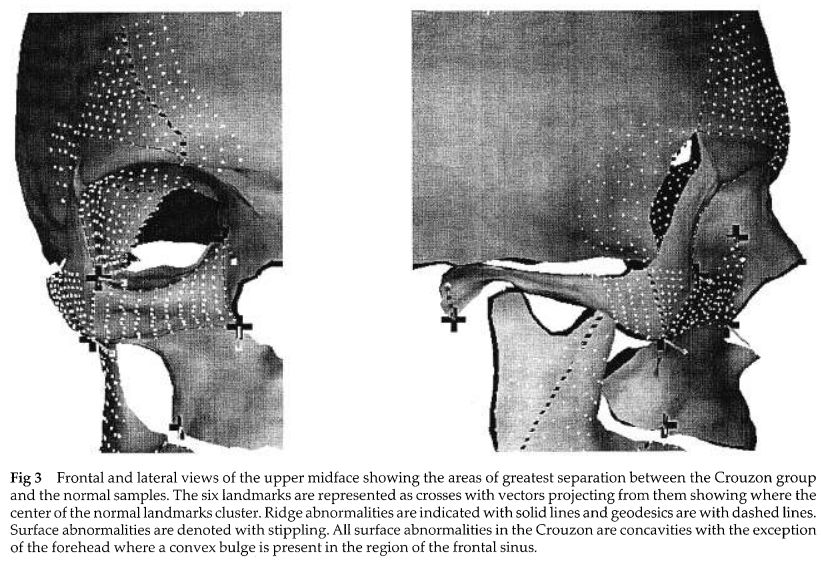 Fig 3 Frontal and lateral views of the upper midface showing the areas of greatest separation between the Crouzon group
and the normal samples. The six landmarks are represented as crosses with vectors projecting from them showing where the
center of the normal landmarks cluster. Ridge abnormalities are indicated with solid lines and geodesics are with dashed lines.
Surface abnormalities are denoted with stippling. All surface abnormalities in the Crouzon are concavities with the exception
of the forehead where a convex bulge is present in the region of the frontal sinus.